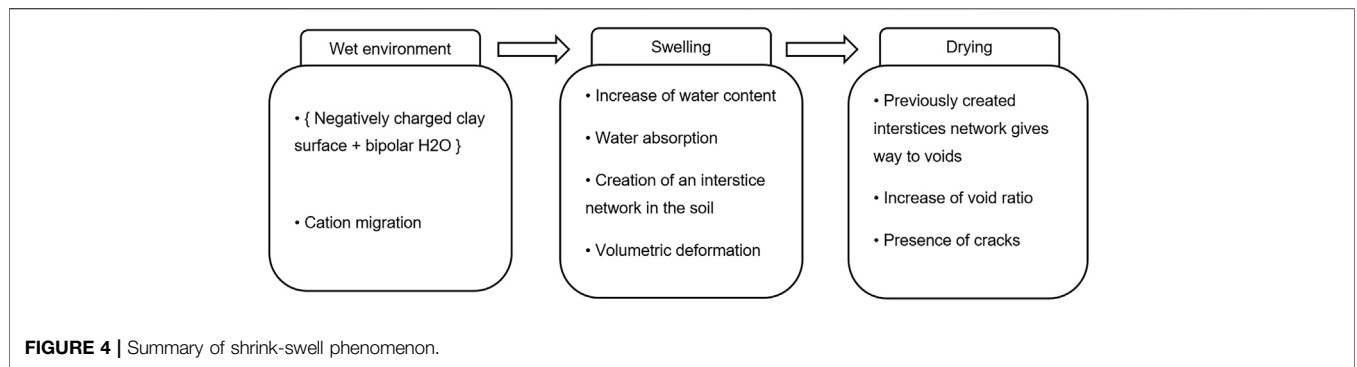 Wet environment
• { Negatively charged clay
surface + bipolar H2O }
• Cation migration
Swelling
• Increase of water content
• Water absorption
• Creation of an interstice
network in the soil
• Volumetric deformation
Drying
• Previously created
interstices network gives
way to voids
• Increase of void ratio
• Presence of cracks
FIGURE 4 | Summary of shrink-swell phenomenon.